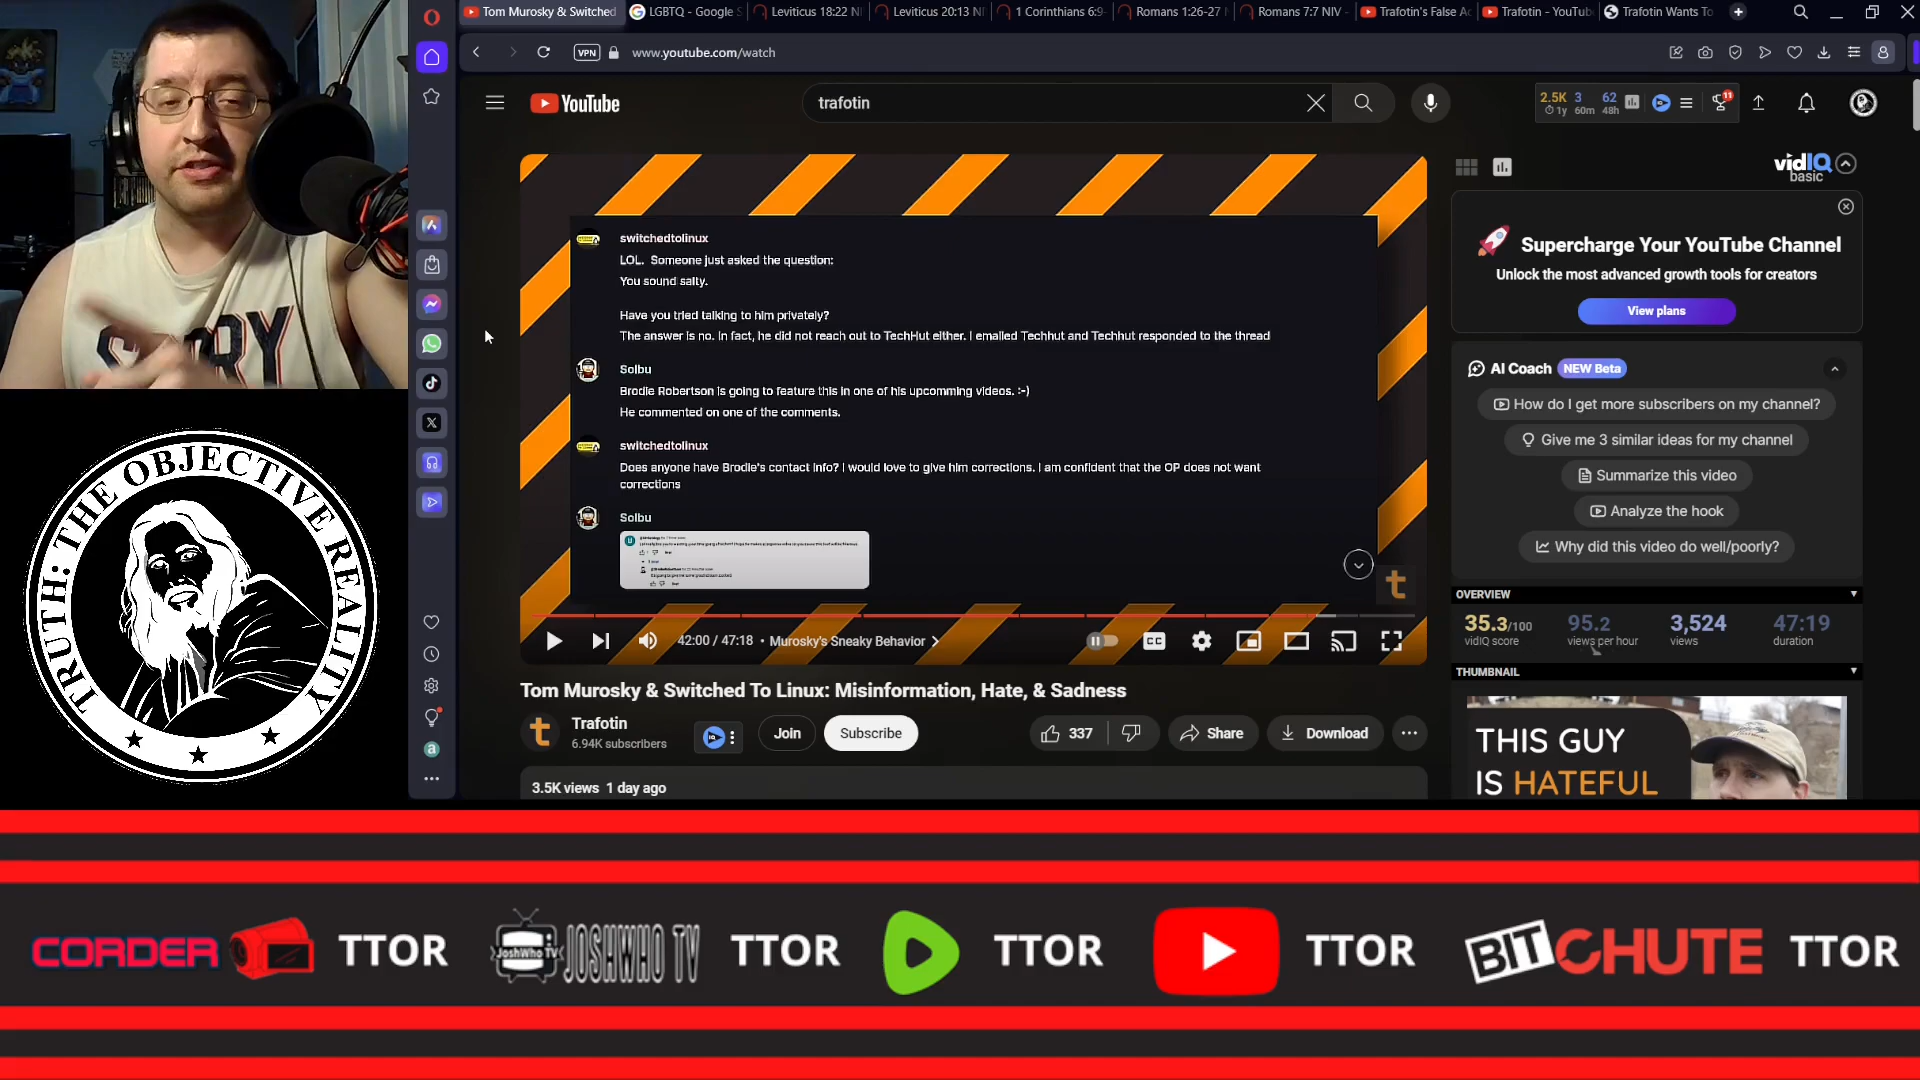 Tom Murosky & Switched
LGBTQ - Google S
Leviticus 18:22 NI
Leviticus 20:13 NI
1 Corinthians 6:9-
Romans 1:26-27 N
Romans 7:7 NIV -
Trafotin's False Ac
Trafotin - YouTub
Trafotin Wants To
VPN
www.youtube.com/watch
YouTube
trafotin
2.5K 3 62
1y 60m 48h
11
vidIQ
basic
Supercharge Your YouTube Channel
Unlock the most advanced growth tools for creators
View plans
AI Coach NEW Beta
How do I get more subscribers on my channel?
Give me 3 similar ideas for my channel
Summarize this video
Analyze the hook
Why did this video do well/poorly?
OVERVIEW
35.3/100 95.2 3,524 47:19
vidIQ score views per hour views duration
THUMBNAIL
THIS GUY
IS HATEFUL
switchedtolinux
LOL. Someone just asked the question:
You sound salty.
Have you tried talking to him privately?
The answer is no. In fact, he did not reach out to TechHut either. I emailed Techhut and Techhut responded to the thread
Solbu
Brodie Robertson is going to feature this in one of his upcomming videos. :-)
He commented on one of the comments.
switchedtolinux
Does anyone have Brodie's contact info? I would love to give him corrections. I am confident that the OP does not want
corrections
Solbu
t
42:00 / 47:18 • Murosky's Sneaky Behavior
CC
Tom Murosky & Switched To Linux: Misinformation, Hate, & Sadness
t
Trafotin
6.94K subscribers
Join
Subscribe
337
Share
Download
3.5K views 1 day ago
TRUTH: THE OBJECTIVE REALITY
CORDER TTOR
JoshWho TV
JOSHWHO TV TTOR
TTOR
TTOR
BITCHUTE TTOR